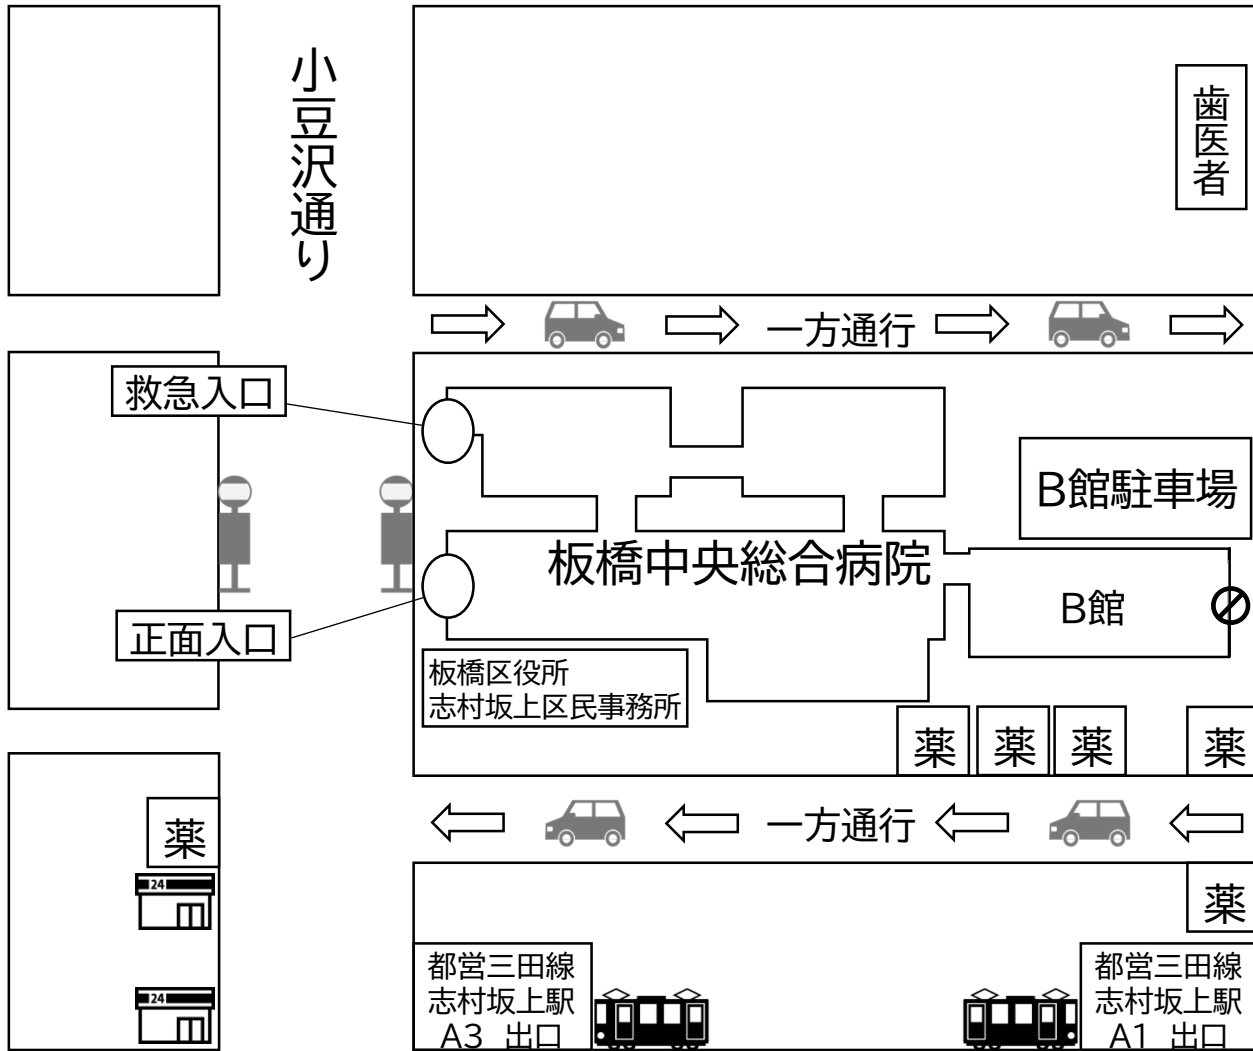 小豆沢通り
歯医者
一方通行
救急入口
B館駐車場
板橋中央総合病院
B館
正面入口
板橋区役所
志村坂上区民事務所
薬
薬
薬
薬
一方通行
薬
24
薬
都営三田線
志村坂上駅
A3 出口
都営三田線
志村坂上駅
A1 出口
24